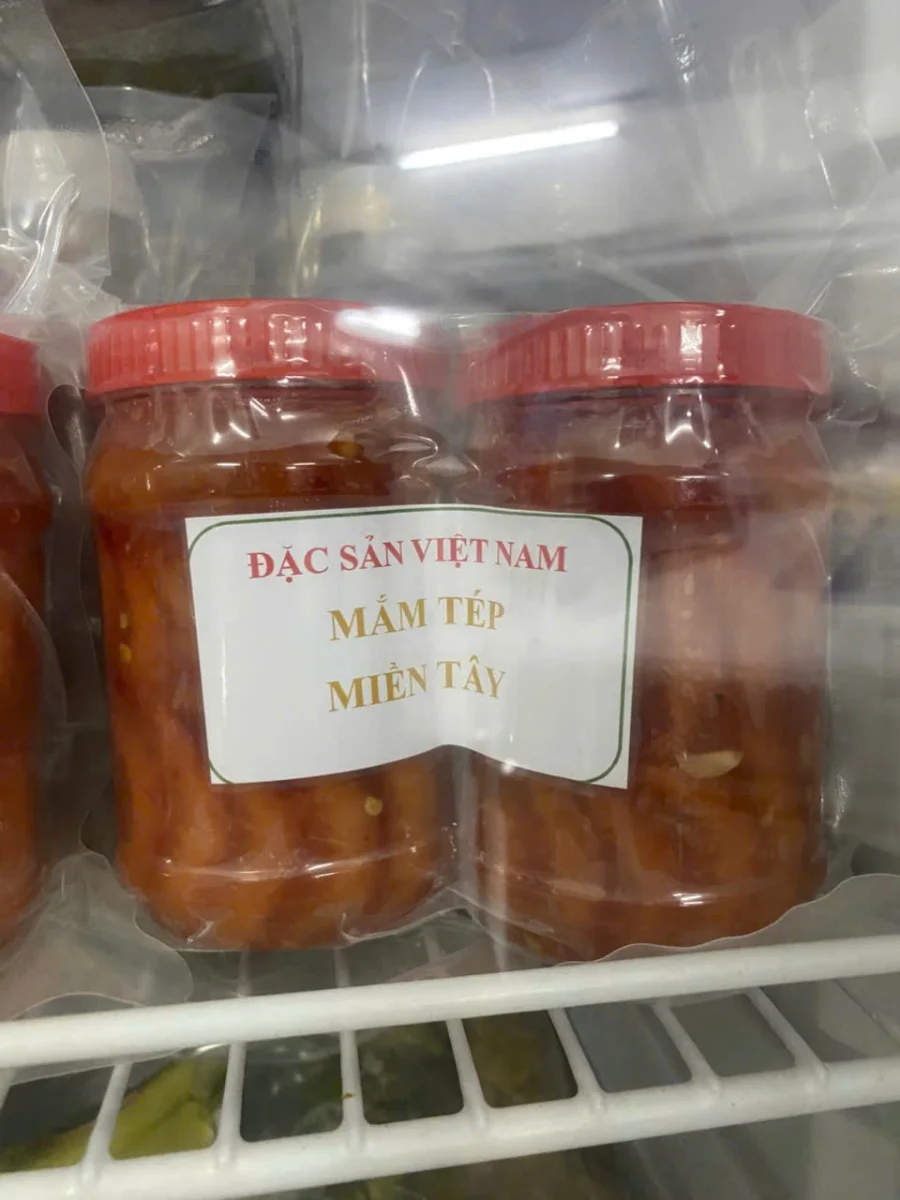 ĐẶC SẢN VIỆT NAM
MẮM TÉP
MIỀN TÂY